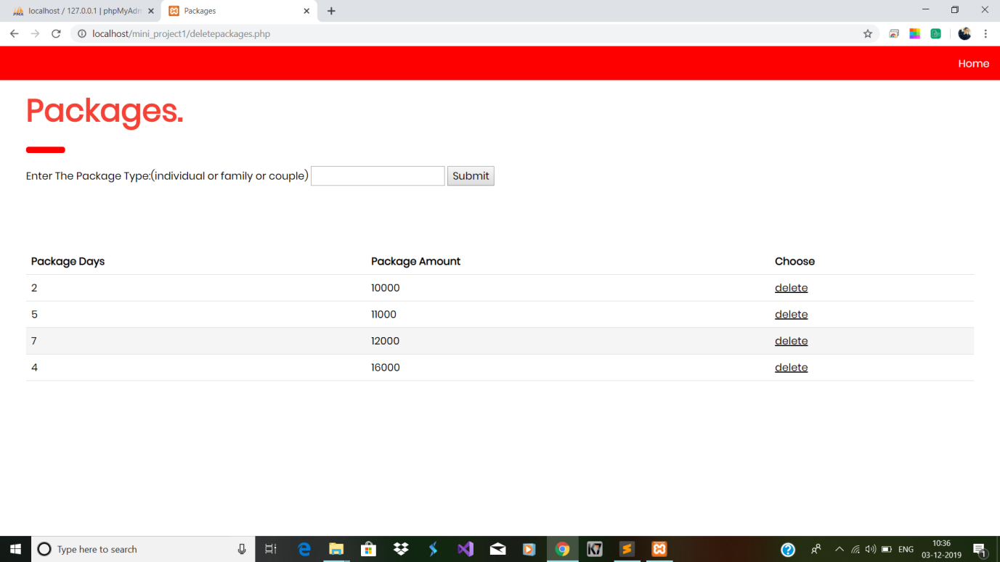 localhost / 127.0.0.1 | phpMyAdm
Packages
localhost/mini_project1/deletepackages.php
Home
Packages.
Enter The Package Type:(individual or family or couple) Submit
Package Days Package Amount Choose
2 10000 delete
5 11000 delete
7 12000 delete
4 16000 delete
Type here to search
ENG
10:36
03-12-2019
1